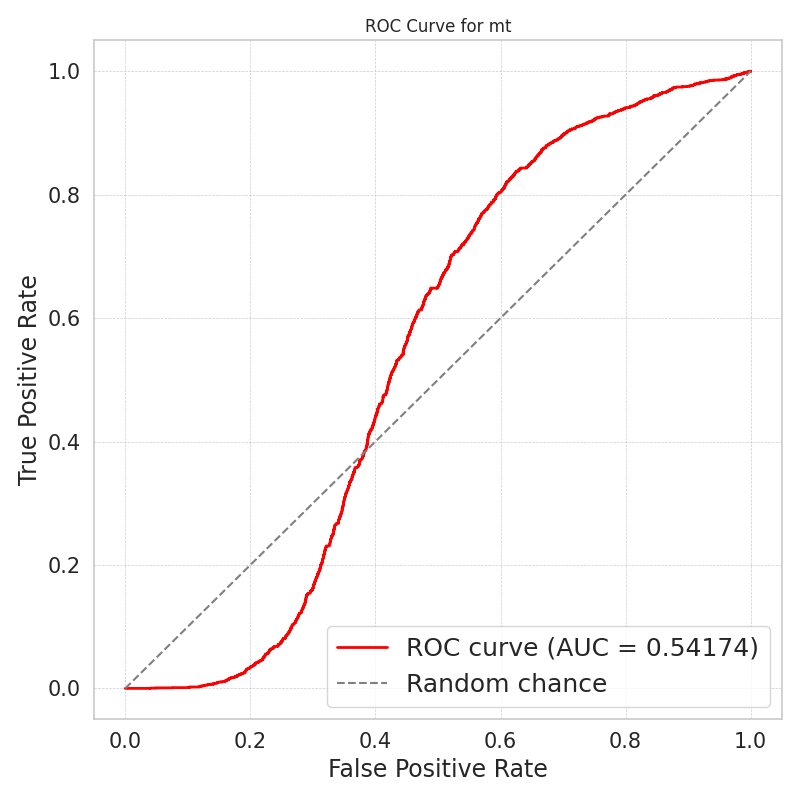 ROC Curve for mt
True Positive Rate
1.0
0.8
0.6
0.4
0.2
0.0
ROC curve (AUC = 0.54174)
Random chance
0.0 0.2 0.4 0.6 0.8 1.0
False Positive Rate